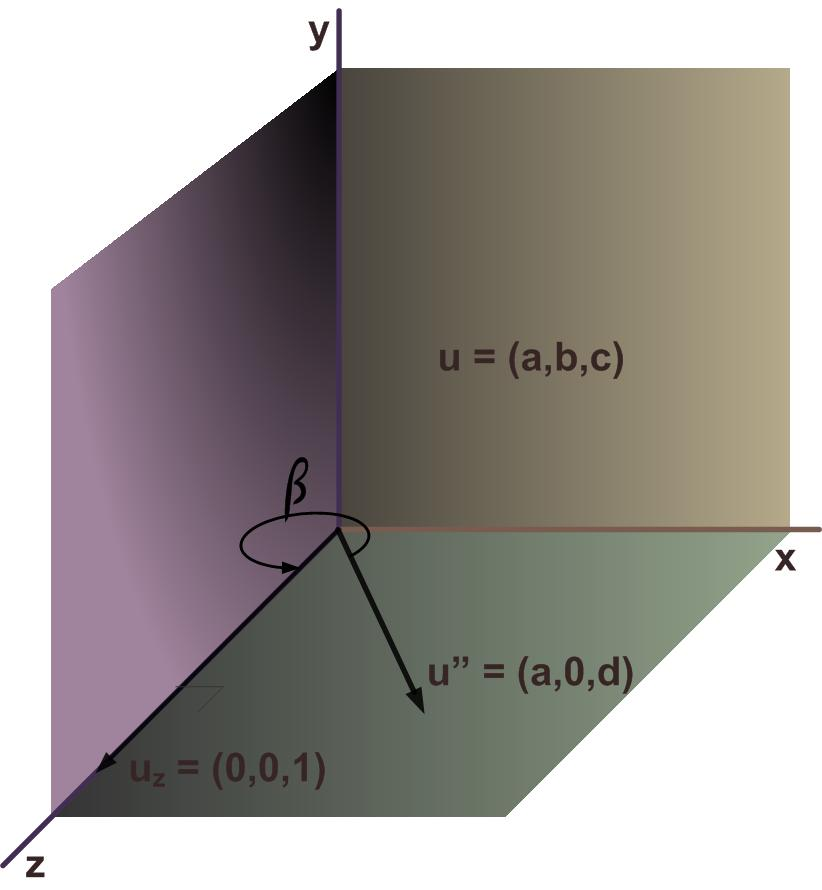 y
u = (a,b,c)
β
x
u” = (a,0,d)
uz = (0,0,1)
z